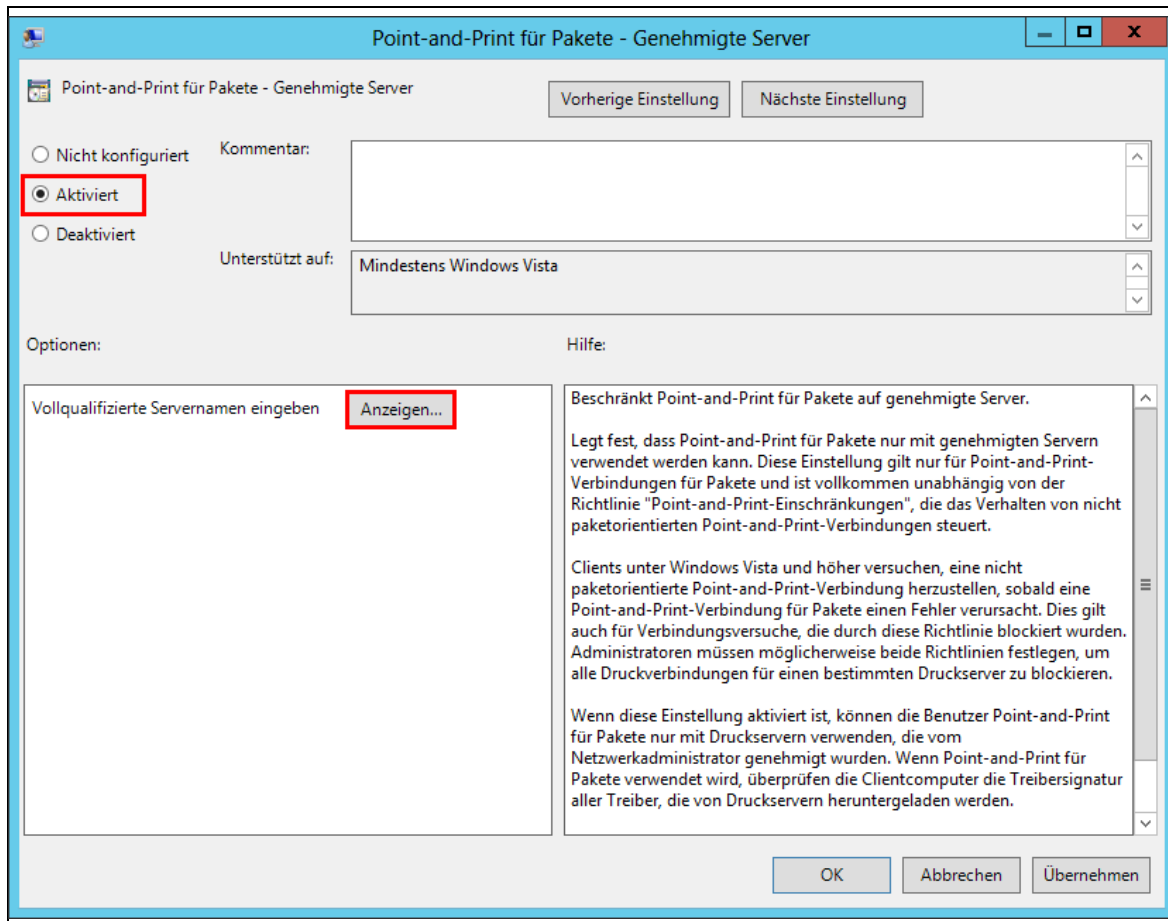 Point-and-Print für Pakete - Genehmigte Server
Point-and-Print für Pakete - Genehmigte Server
Vorherige Einstellung
Nächste Einstellung
Nicht konfiguriert
Kommentar:
Aktiviert
Deaktiviert
Unterstützt auf:
Mindestens Windows Vista
Optionen:
Hilfe:
Vollqualifizierte Servernamen eingeben
Anzeigen...
Beschränkt Point-and-Print für Pakete auf genehmigte Server.
Legt fest, dass Point-and-Print für Pakete nur mit genehmigten Servern
verwendet werden kann. Diese Einstellung gilt nur für Point-and-Print-
Verbindungen für Pakete und ist vollkommen unabhängig von der
Richtlinie "Point-and-Print-Einschränkungen", die das Verhalten von nicht
paketorientierten Point-and-Print-Verbindungen steuert.
Clients unter Windows Vista und höher versuchen, eine nicht
paketorientierte Point-and-Print-Verbindung herzustellen, sobald eine
Point-and-Print-Verbindung für Pakete einen Fehler verursacht. Dies gilt
auch für Verbindungsversuche, die durch diese Richtlinie blockiert wurden.
Administratoren müssen möglicherweise beide Richtlinien festlegen, um
alle Druckverbindungen für einen bestimmten Druckserver zu blockieren.
Wenn diese Einstellung aktiviert ist, können die Benutzer Point-and-Print
für Pakete nur mit Druckservern verwenden, die vom
Netzwerkadministrator genehmigt wurden. Wenn Point-and-Print für
Pakete verwendet wird, überprüfen die Clientcomputer die Treibersignatur
aller Treiber, die von Druckservern heruntergeladen werden.
OK
Abbrechen
Übernehmen